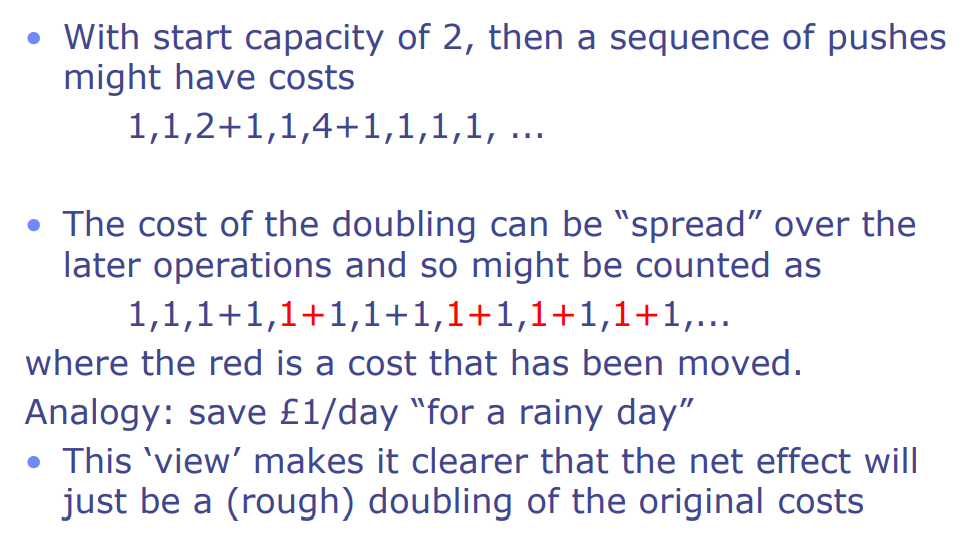 • With start capacity of 2, then a sequence of pushes
might have costs
1,1,2+1,1,4+1,1,1,1, ...
• The cost of the doubling can be “spread” over the
later operations and so might be counted as
1,1,1+1,1+1,1+1,1+1,1+1,1+1,...
where the red is a cost that has been moved.
Analogy: save £1/day “for a rainy day”
• This ‘view’ makes it clearer that the net effect will
just be a (rough) doubling of the original costs